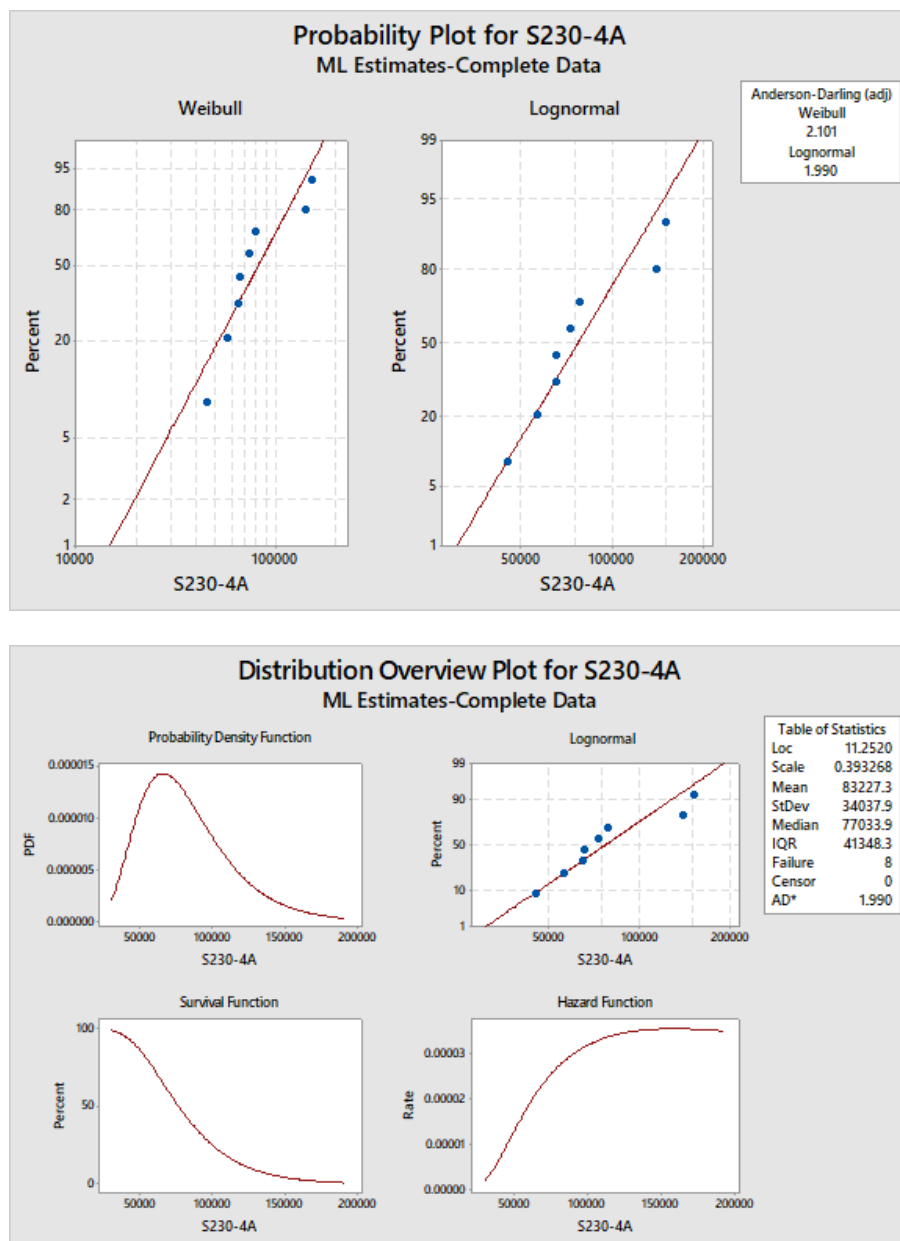 Probability Plot for S230-4A
ML Estimates-Complete Data
Weibull
Lognormal
Anderson-Darling (adj)
Weibull
2.101
Lognormal
1.990
Percent
95
80
50
20
5
2
1
10000 100000
S230-4A
Percent
99
95
80
50
20
5
1
50000 100000 200000
S230-4A
Distribution Overview Plot for S230-4A
ML Estimates-Complete Data
Probability Density Function
PDF
0.000015
0.000010
0.000005
0.000000
50000 100000 150000 200000
S230-4A
Lognormal
Percent
99
90
50
10
1
50000 100000 200000
S230-4A
Table of Statistics
Loc 11.2520
Scale 0.393268
Mean 83227.3
StDev 34037.9
Median 77033.9
IQR 41348.3
Failure 8
Censor 0
AD* 1.990
Survival Function
Percent
100
50
0
50000 100000 150000 200000
S230-4A
Hazard Function
Rate
0.00003
0.00002
0.00001
0.00000
50000 100000 150000 200000
S230-4A